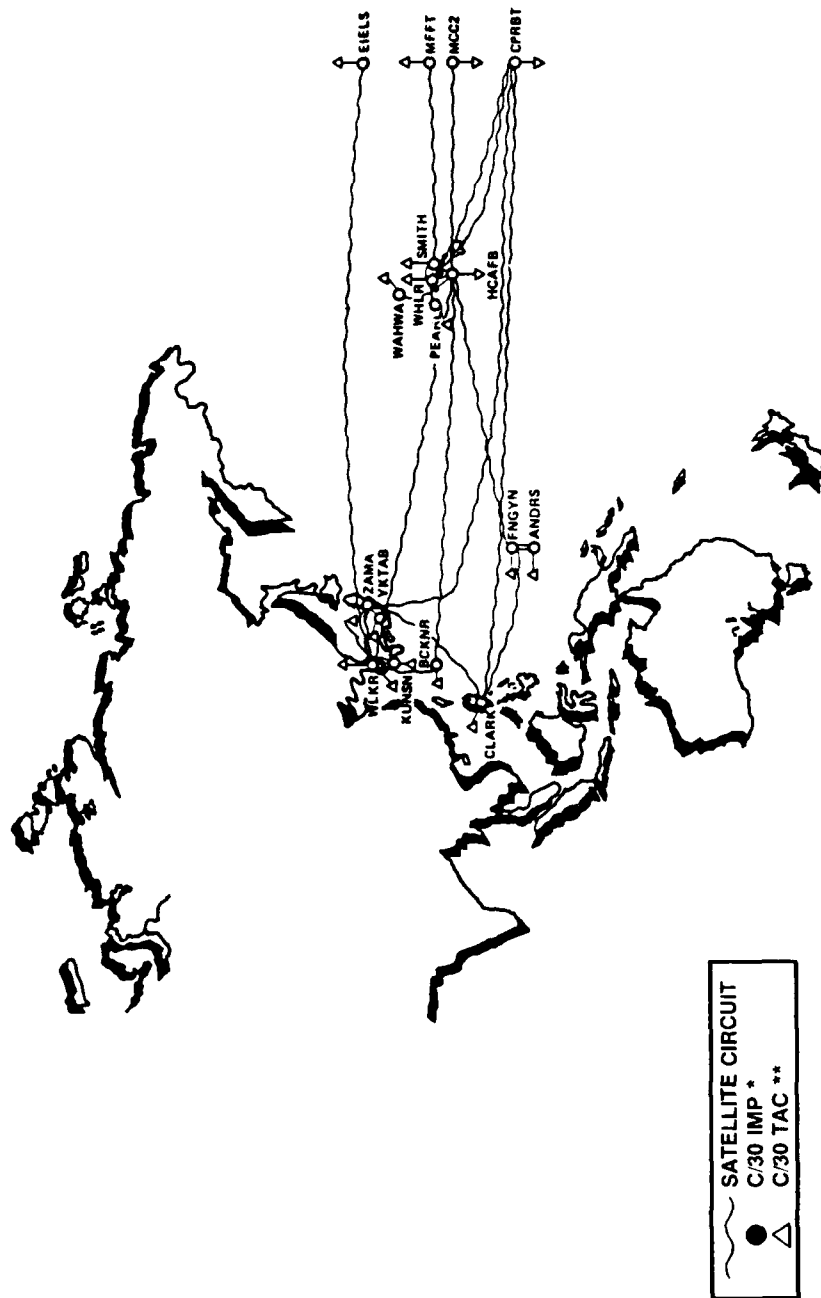 EIELS
MFFT
MCC2
CPRBT
SMITH
WHLR
WAHWA
HCAFB
ZAMA
YKTAB
FNGYN
ANDRS
BCKNR
WLKR
KUNSN
CLARK
SATELLITE CIRCUIT
C/30 IMP *
C/30 TAC **